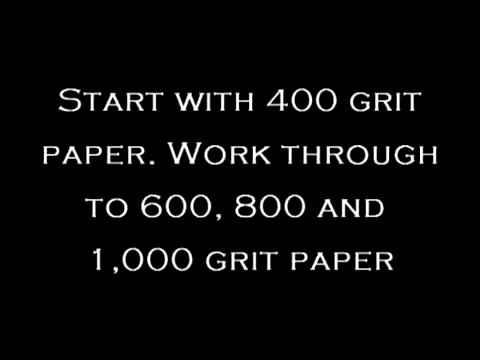 Start with 400 grit
paper. Work through
to 600, 800 and
1,000 grit paper